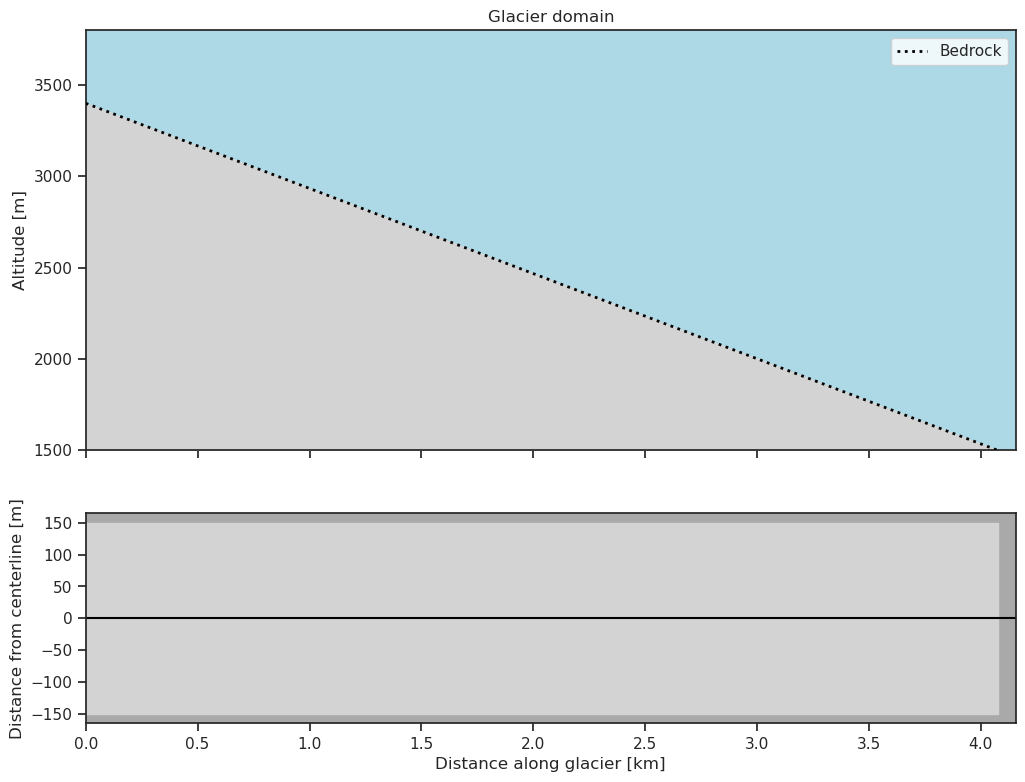 Glacier domain
Bedrock
Altitude [m]
3500
3000
2500
2000
1500
Distance from centerline [m]
150
100
50
0
−50
−100
−150
0.0 0.5 1.0 1.5 2.0 2.5 3.0 3.5 4.0
Distance along glacier [km]